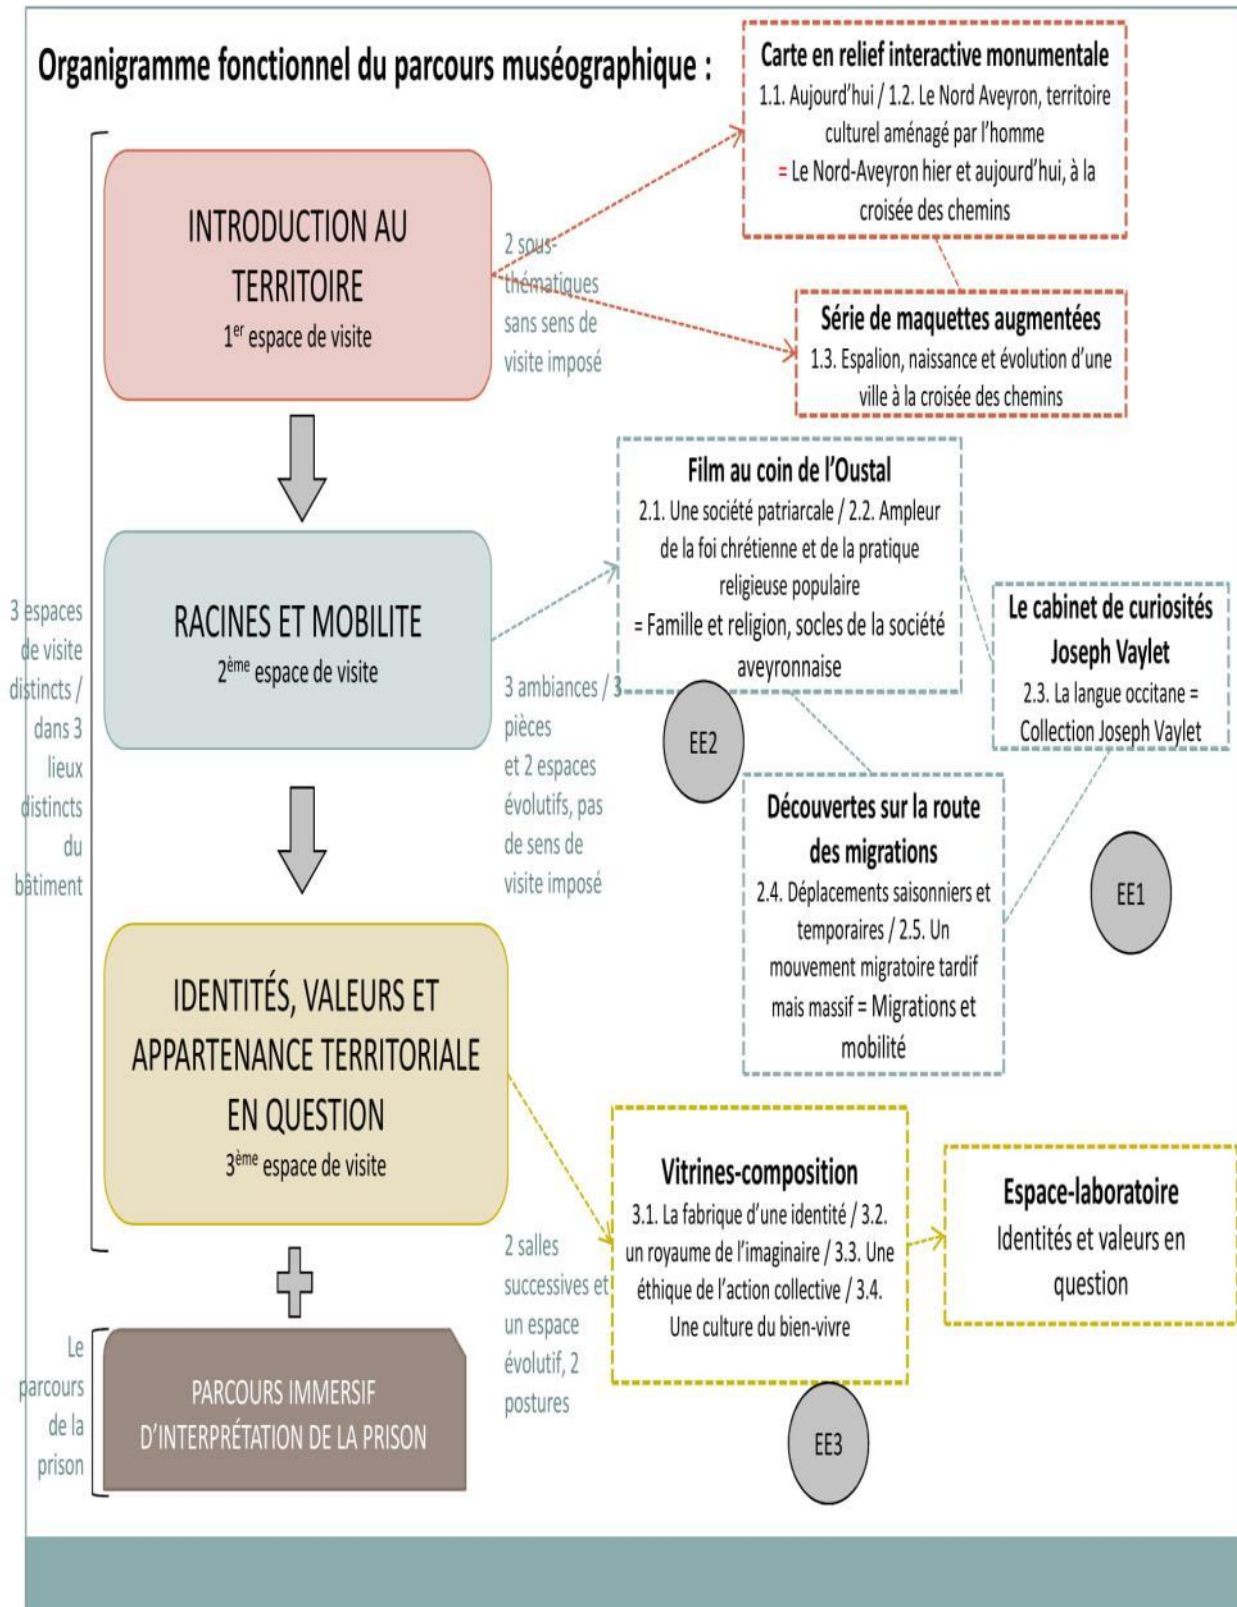 Organigramme fonctionnel du parcours muséographique :
Carte en relief interactive monumentale
1.1. Aujourd'hui / 1.2. Le Nord Aveyron, territoire
culturel aménagé par l'homme
= Le Nord-Aveyron hier et aujourd'hui, à la
croisée des chemins
INTRODUCTION AU
TERRITOIRE
1er espace de visite
2 sous-
thématiques
sans sens de
visite imposé
Série de maquettes augmentées
1.3. Espalion, naissance et évolution d'une
ville à la croisée des chemins
3 espaces
de visite
distincts /
dans 3
lieux
distincts
du
bâtiment
RACINES ET MOBILITE
2ème espace de visite
3 ambiances / 3
pièces
et 2 espaces
évolutifs, pas
de sens de
visite imposé
Film au coin de l'Oustal
2.1. Une société patriarcale / 2.2. Ampleur
de la foi chrétienne et de la pratique
religieuse populaire
= Famille et religion, socles de la société
aveyronnaise
Le cabinet de curiosités
Joseph Vaylet
2.3. La langue occitane =
Collection Joseph Vaylet
EE2
Découvertes sur la route
des migrations
2.4. Déplacements saisonniers et
temporaires / 2.5. Un
mouvement migratoire tardif
mais massif = Migrations et
mobilité
EE1
IDENTITÉS, VALEURS ET
APPARTENANCE TERRITORIALE
EN QUESTION
3ème espace de visite
2 salles
successives et
un espace
évolutif, 2
postures
Vitrines-composition
3.1. La fabrique d'une identité / 3.2.
un royaume de l'imaginaire / 3.3. Une
éthique de l'action collective / 3.4.
Une culture du bien-vivre
Espace-laboratoire
Identités et valeurs en
question
EE3
Le
parcours
de la
prison
PARCOURS IMMERSIF
D'INTERPRÉTATION DE LA PRISON